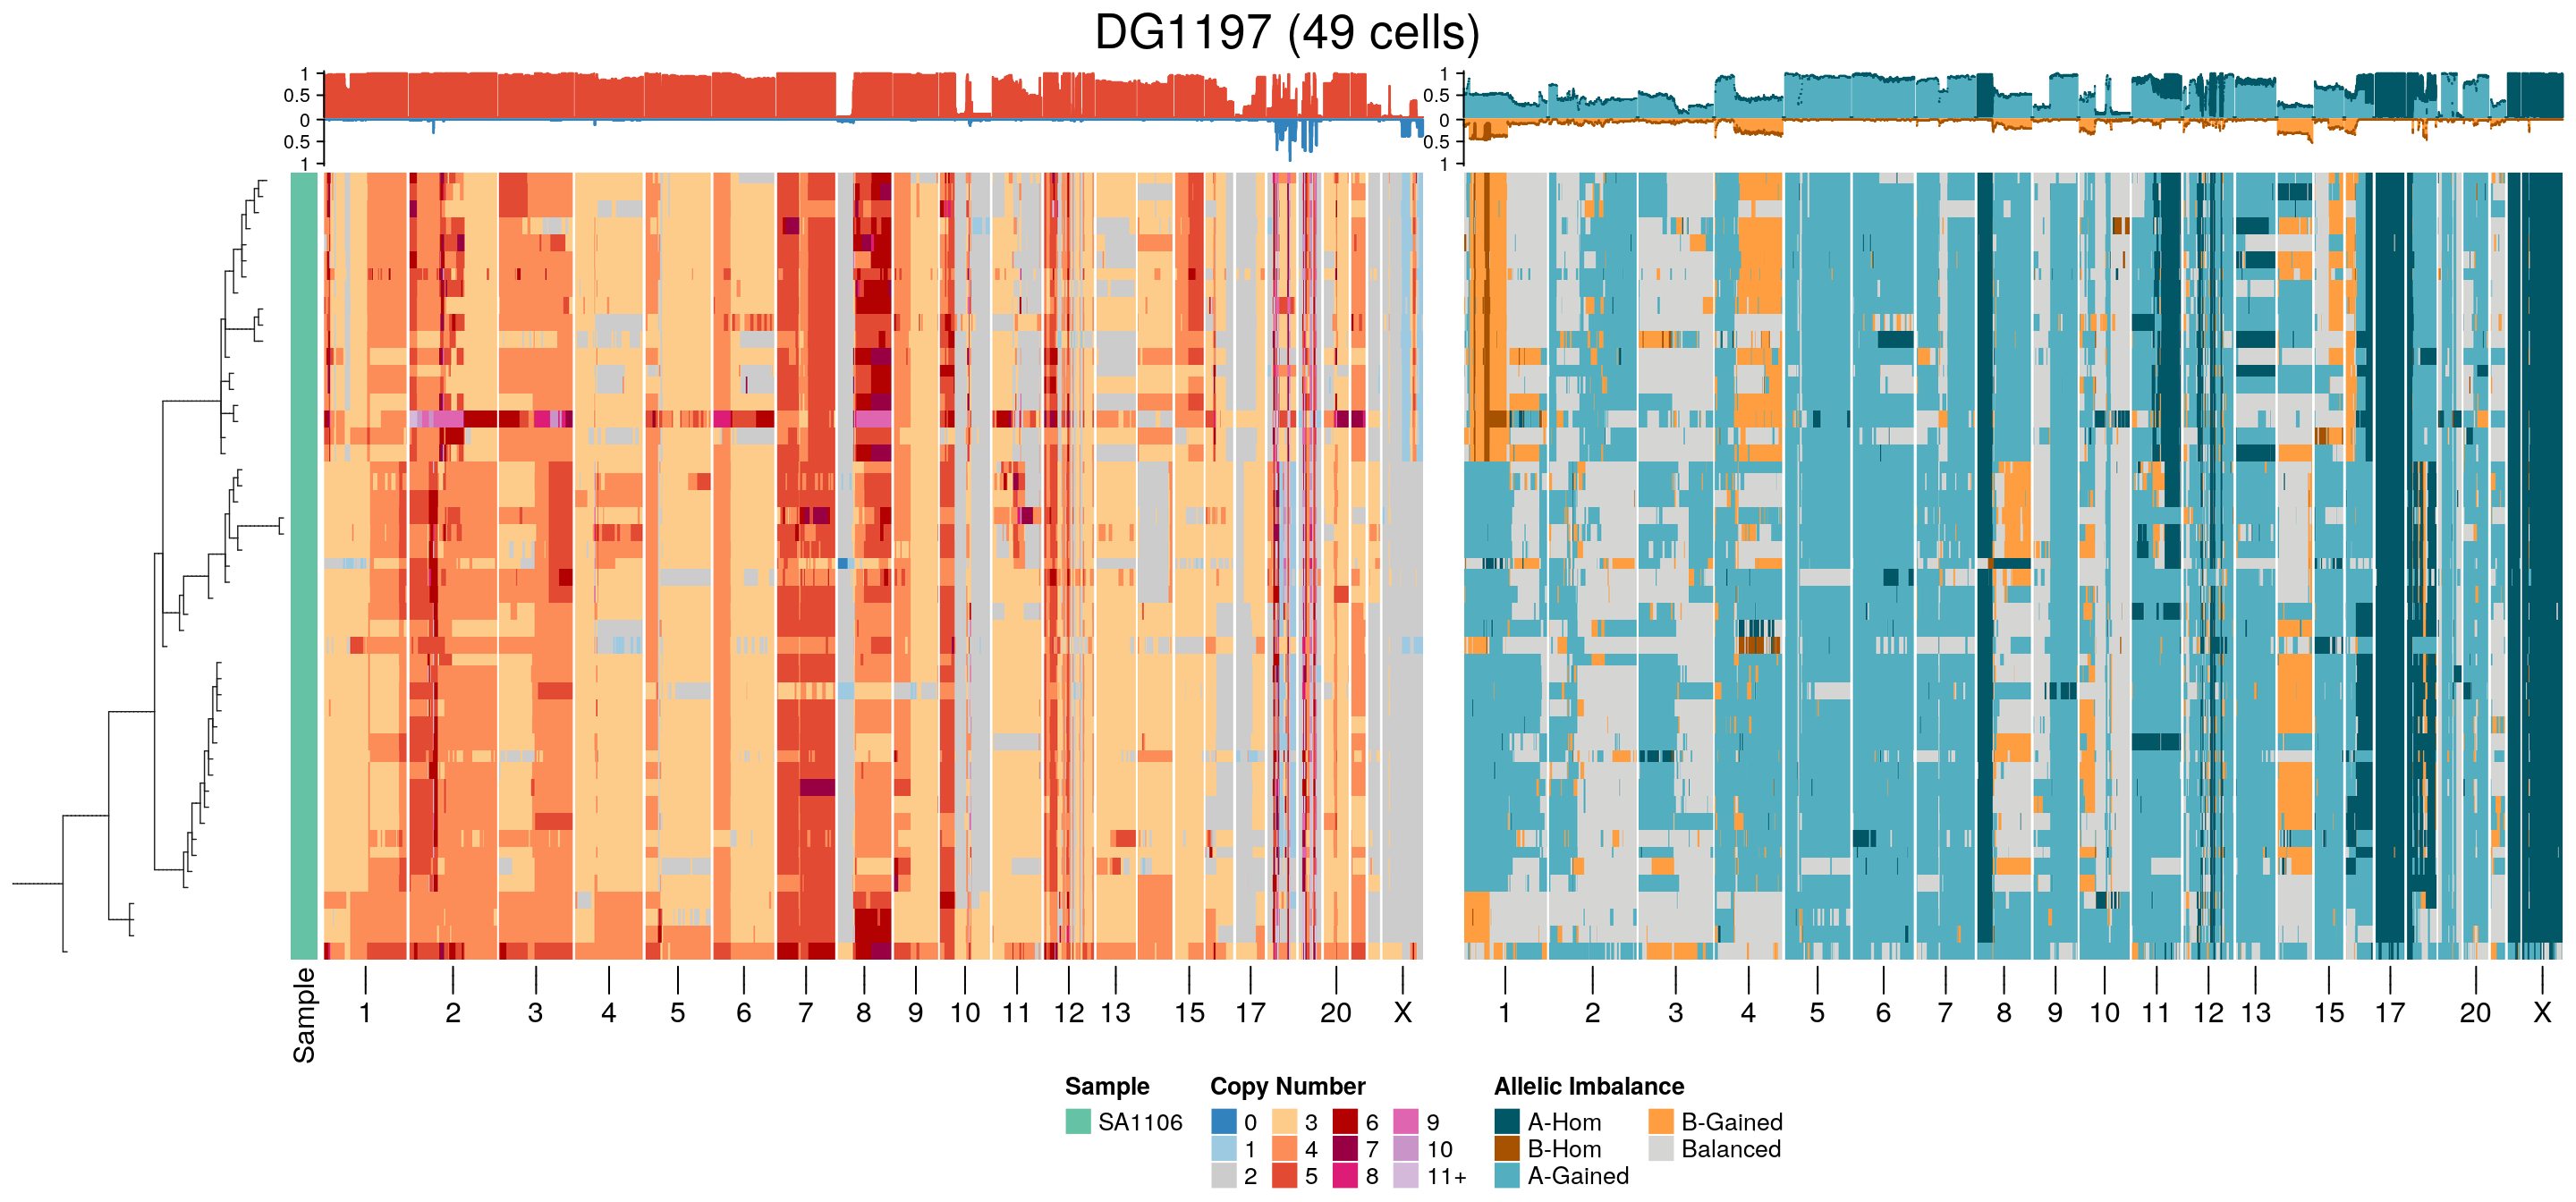 DG1197 (49 cells)
1 1
0.5 0.5
0 0
0.5 0.5
1 1
Sample
1 2 3 4 5 6 7 8 9 10 11 12 13 15 17 20 X 1 2 3 4 5 6 7 8 9 10 11 12 13 15 17 20 X
Sample Copy Number Allelic Imbalance
SA1106 0 3 6 9 A-Hom B-Gained
1 4 7 10 B-Hom Balanced
2 5 8 11+ A-Gained